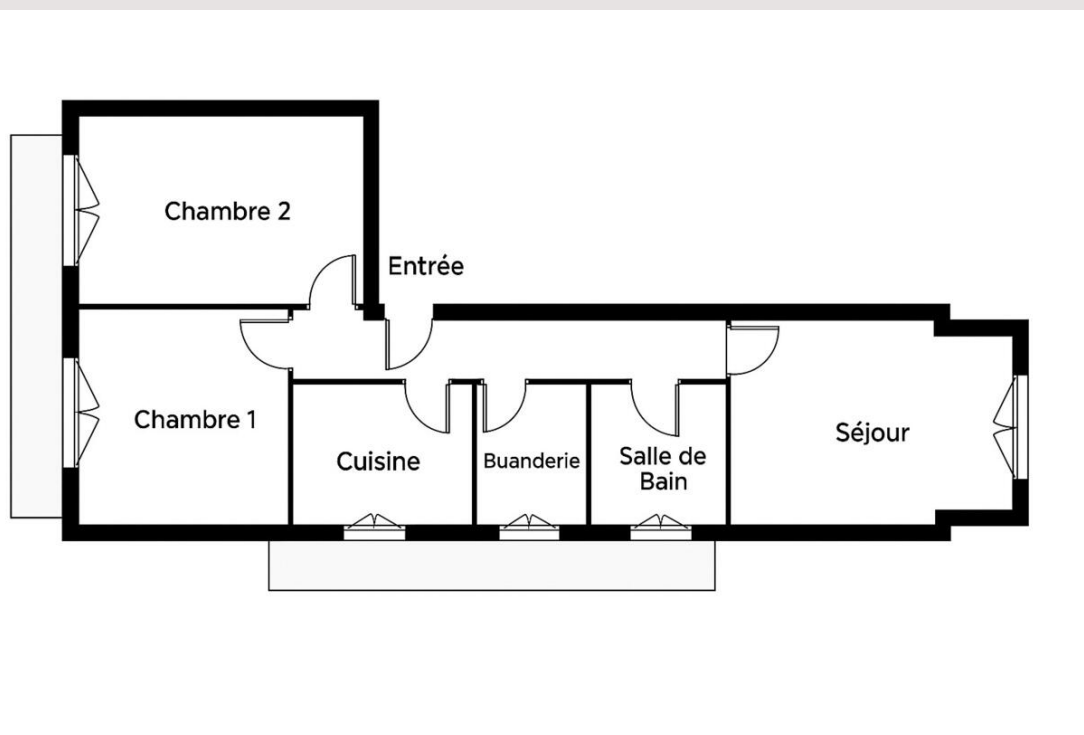 Chambre 2
Entrée
Chambre 1
Cuisine
Buanderie
Salle de
Bain
Séjour